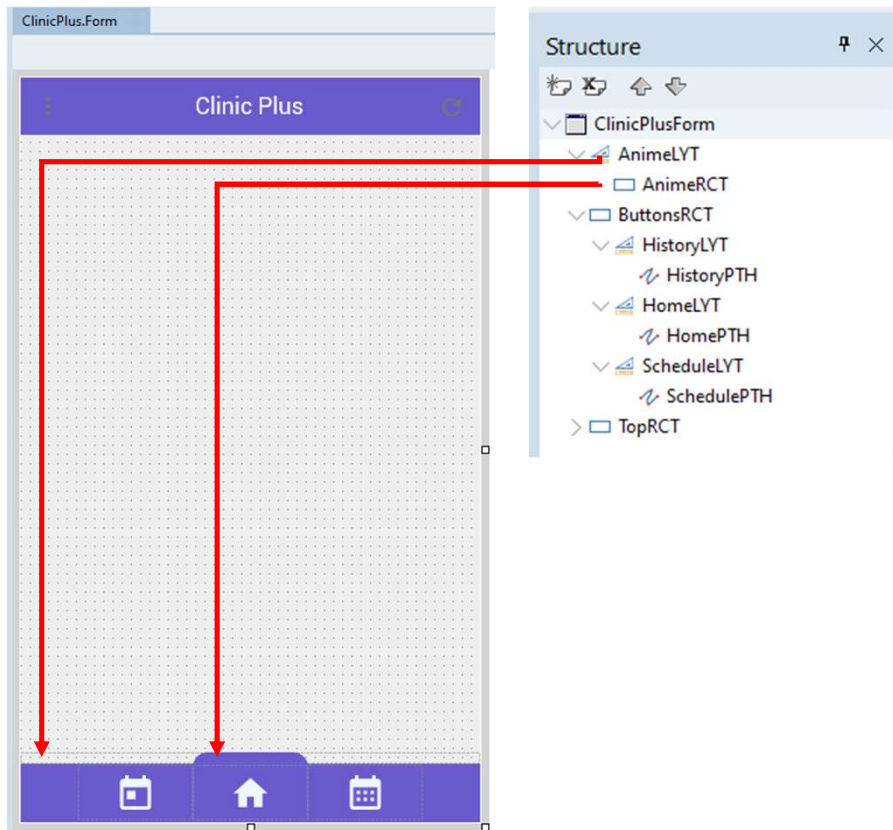 ClinicPlus.Form
Clinic Plus
Structure
ClinicPlusForm
AnimeLYT
AnimeRCT
ButtonsRCT
HistoryLYT
HistoryPTH
HomeLYT
HomePTH
ScheduleLYT
SchedulePTH
TopRCT